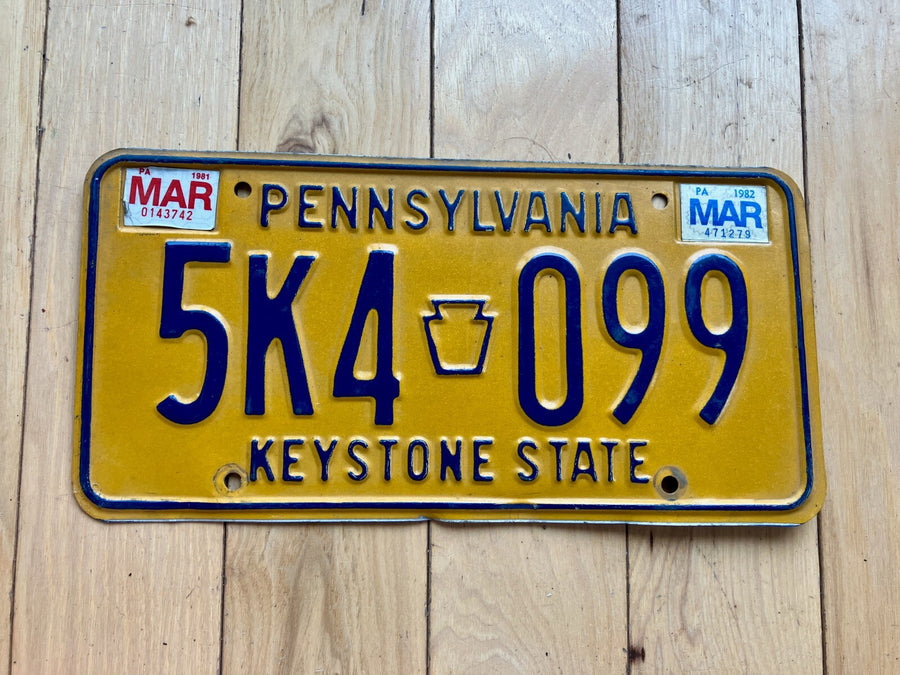 PA 1981
MAR
0143742
PENNSYLVANIA
PA 1982
MAR
471279
5K4 099
KEYSTONE STATE